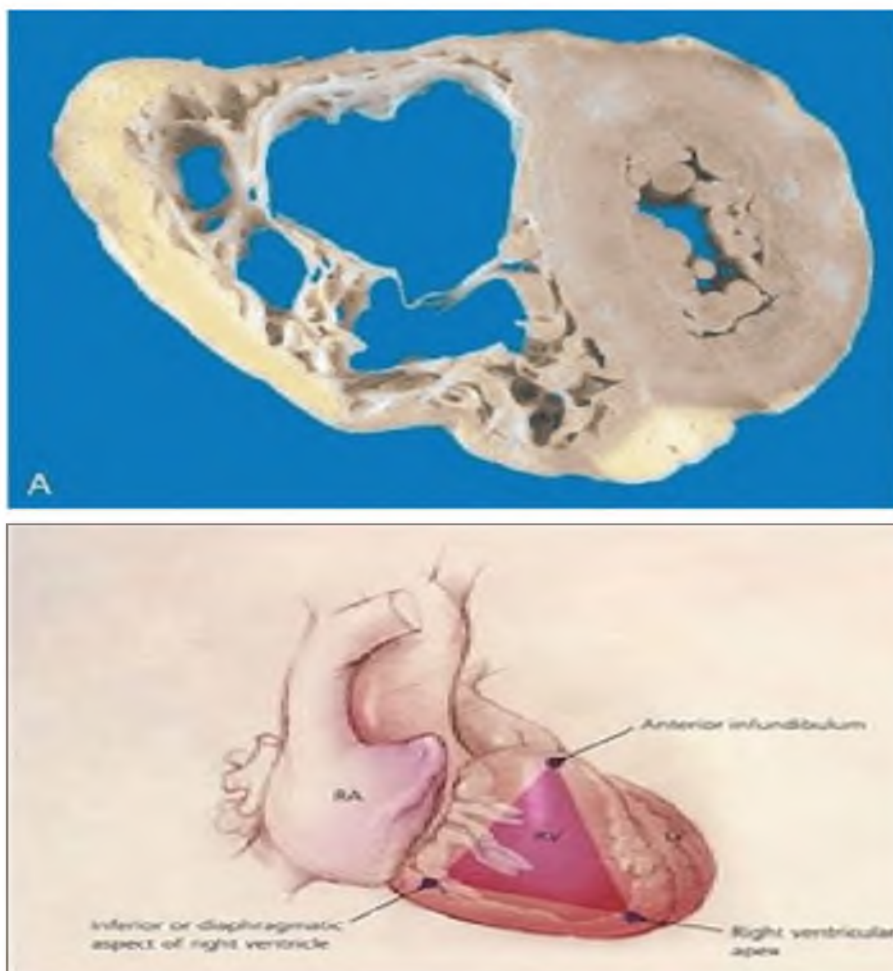 A
Anterior infundibulum
RA
RV
Inferior or diaphragmatic
aspect of right ventricle
Right ventricular
apex